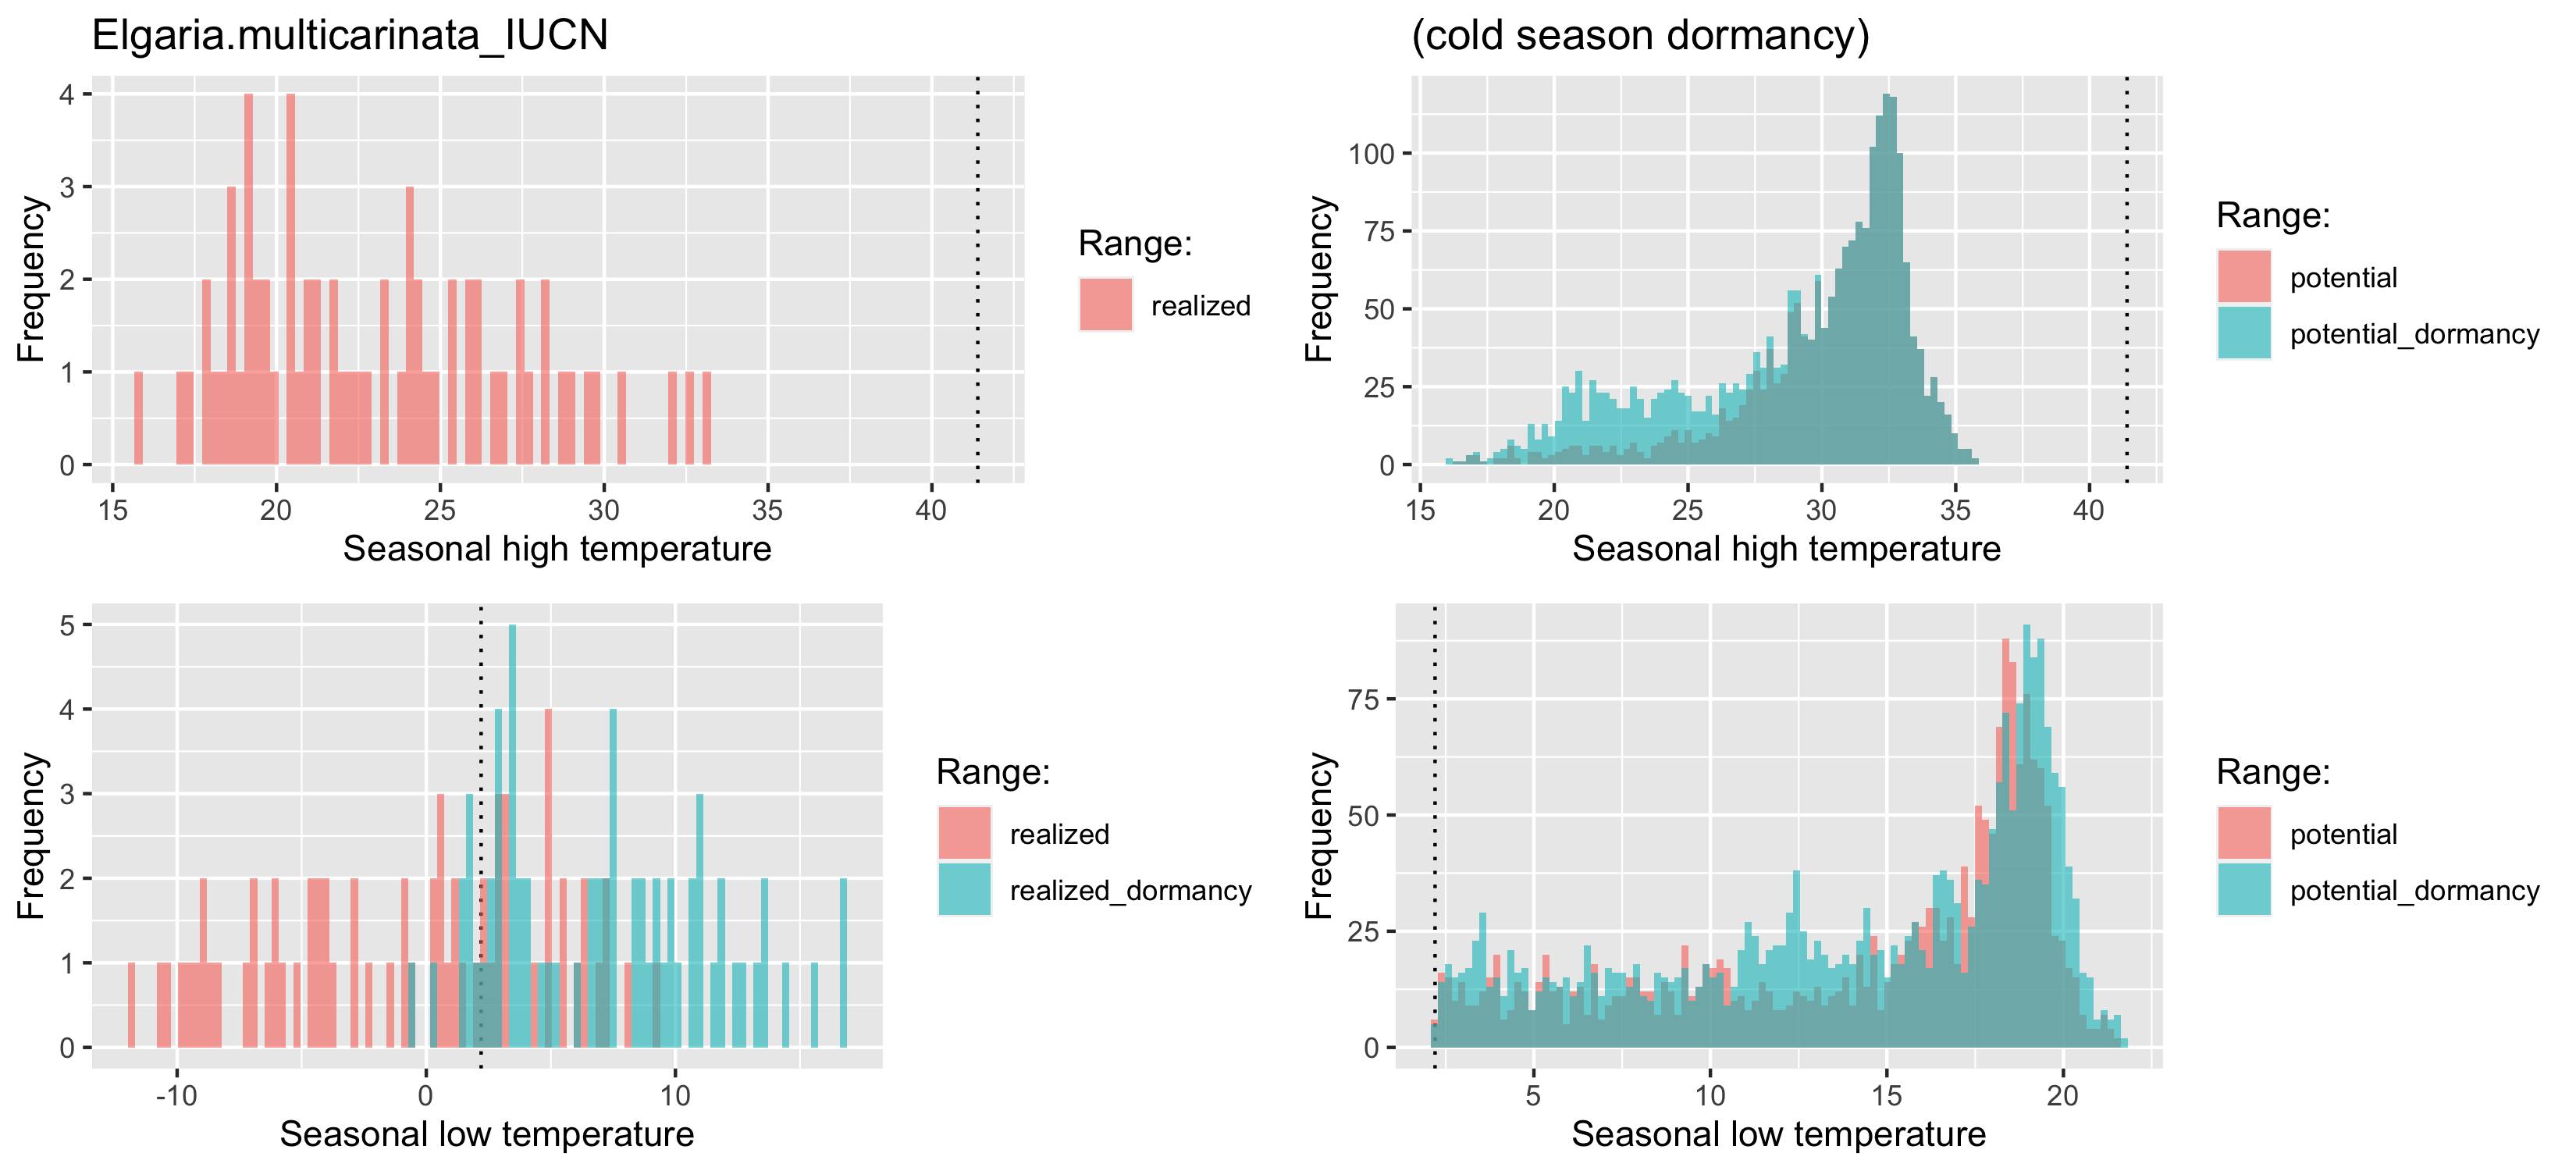 Elgaria.multicarinata_IUCN
(cold season dormancy)
4
3
2
1
0
Frequency
15 20 25 30 35 40
Seasonal high temperature
Range:
realized
100
75
50
25
0
Frequency
15 20 25 30 35 40
Seasonal high temperature
Range:
potential
potential_dormancy
5
4
3
2
1
0
Frequency
-10 0 10
Seasonal low temperature
Range:
realized
realized_dormancy
75
50
25
0
Frequency
5 10 15 20
Seasonal low temperature
Range:
potential
potential_dormancy